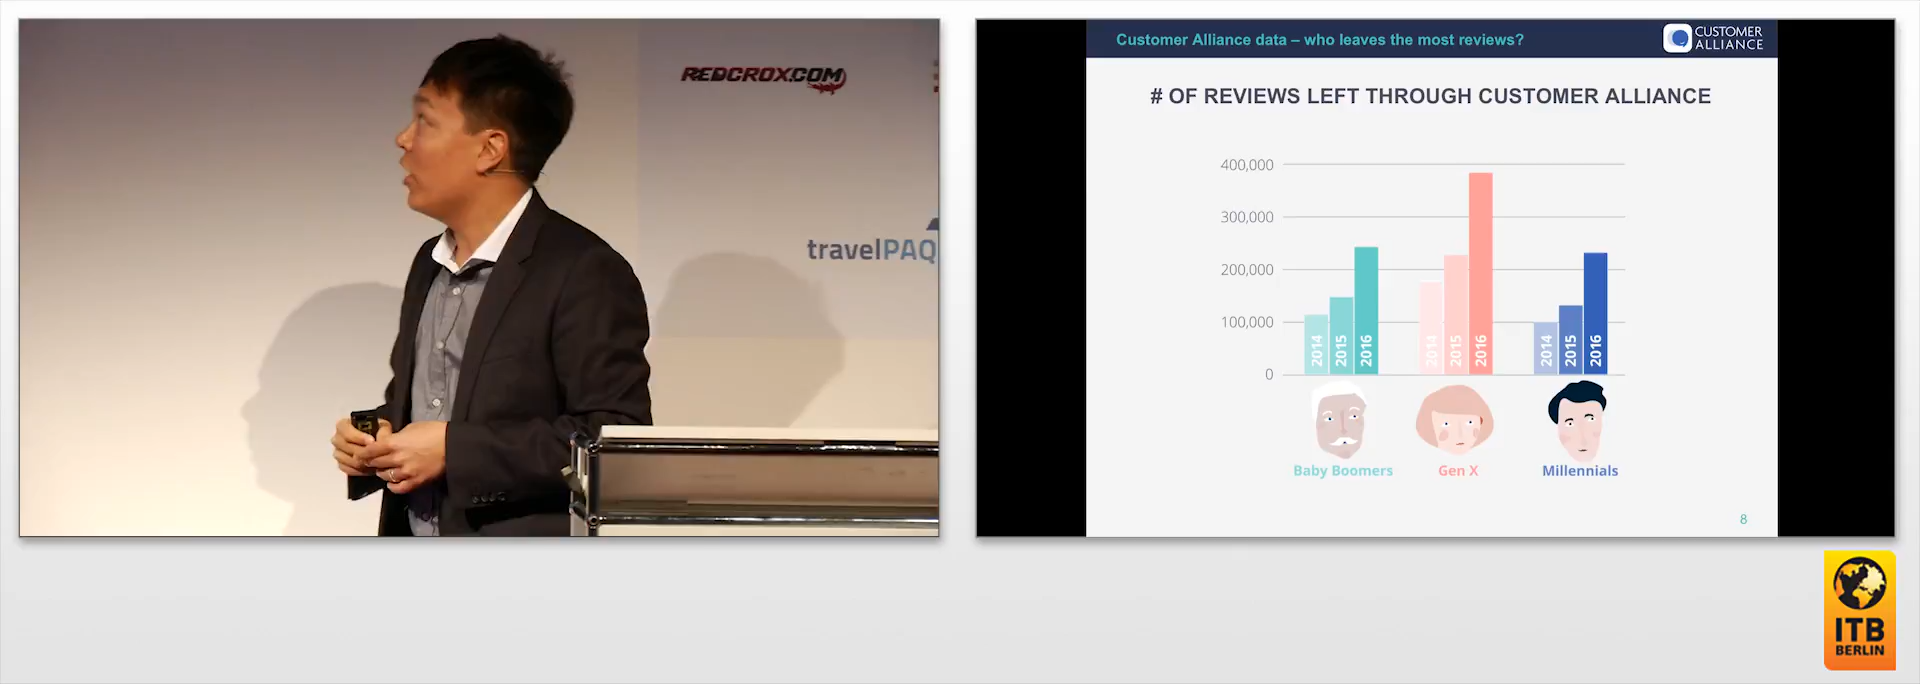 REDCROX.COM
travelPAQ
Customer Alliance data – who leaves the most reviews?
CUSTOMER
ALLIANCE
# OF REVIEWS LEFT THROUGH CUSTOMER ALLIANCE
400,000
300,000
200,000
100,000
0
2014
2015
2016
2014
2015
2016
2014
2015
2016
Baby Boomers
Gen X
Millennials
8
ITB
BERLIN